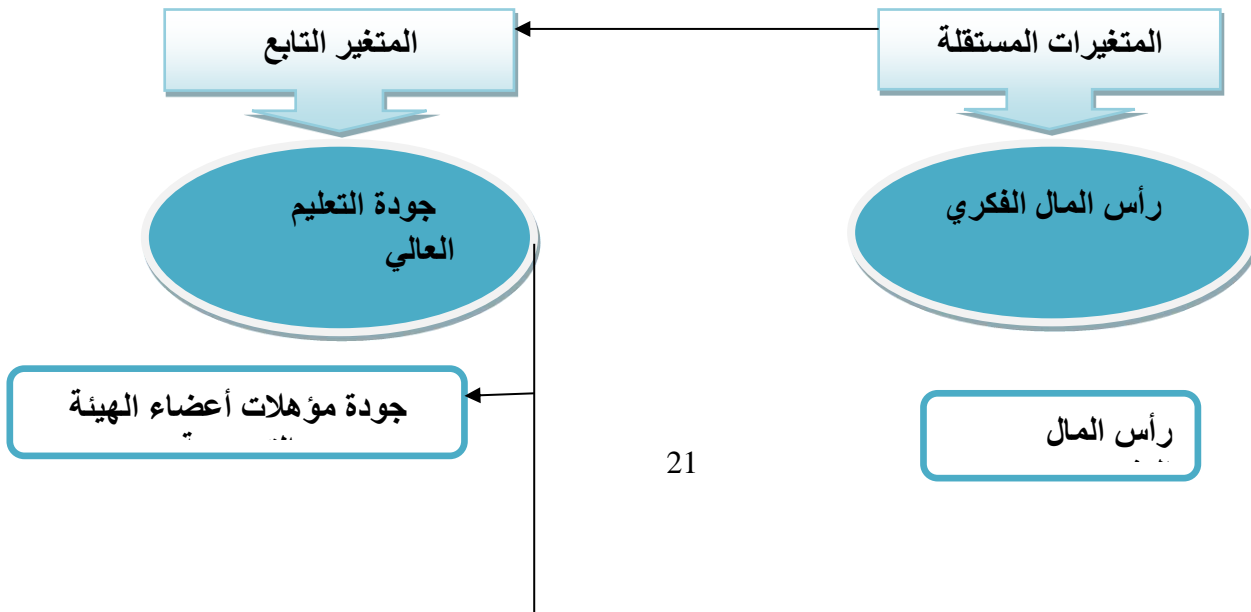 المتغيرات المستقلة
المتغير التابع
رأس المال الفكري
جودة التعليم
العالي
جودة مؤهلات أعضاء الهيئة
رأس المال
21